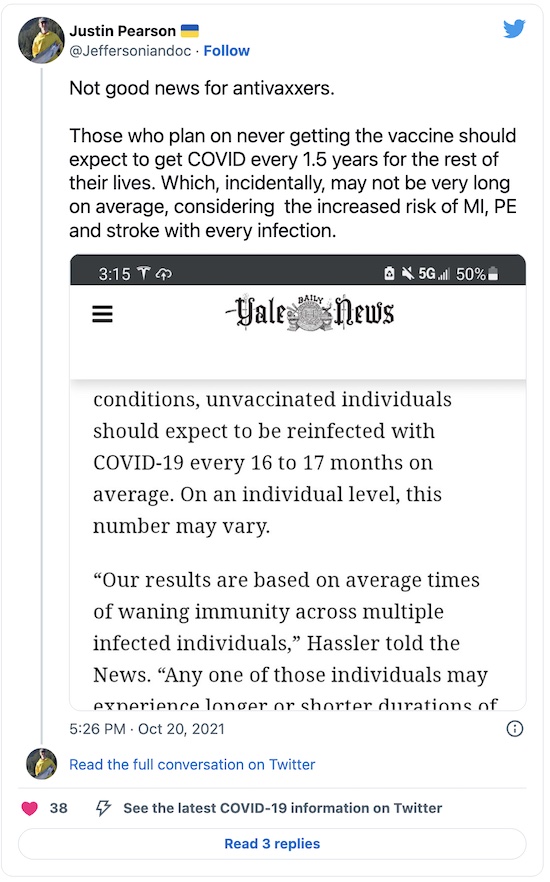 Justin Pearson
@Jeffersoniandoc · Follow
Not good news for antivaxxers.
Those who plan on never getting the vaccine should
expect to get COVID every 1.5 years for the rest of
their lives. Which, incidentally, may not be very long
on average, considering  the increased risk of MI, PE
and stroke with every infection.
3:15 5G 50%
Yale DAILY News
conditions, unvaccinated individuals
should expect to be reinfected with
COVID-19 every 16 to 17 months on
average. On an individual level, this
number may vary.
“Our results are based on average times
of waning immunity across multiple
infected individuals,” Hassler told the
News. “Any one of those individuals may
experience longer or shorter durations of
5:26 PM · Oct 20, 2021
Read the full conversation on Twitter
38 See the latest COVID-19 information on Twitter
Read 3 replies